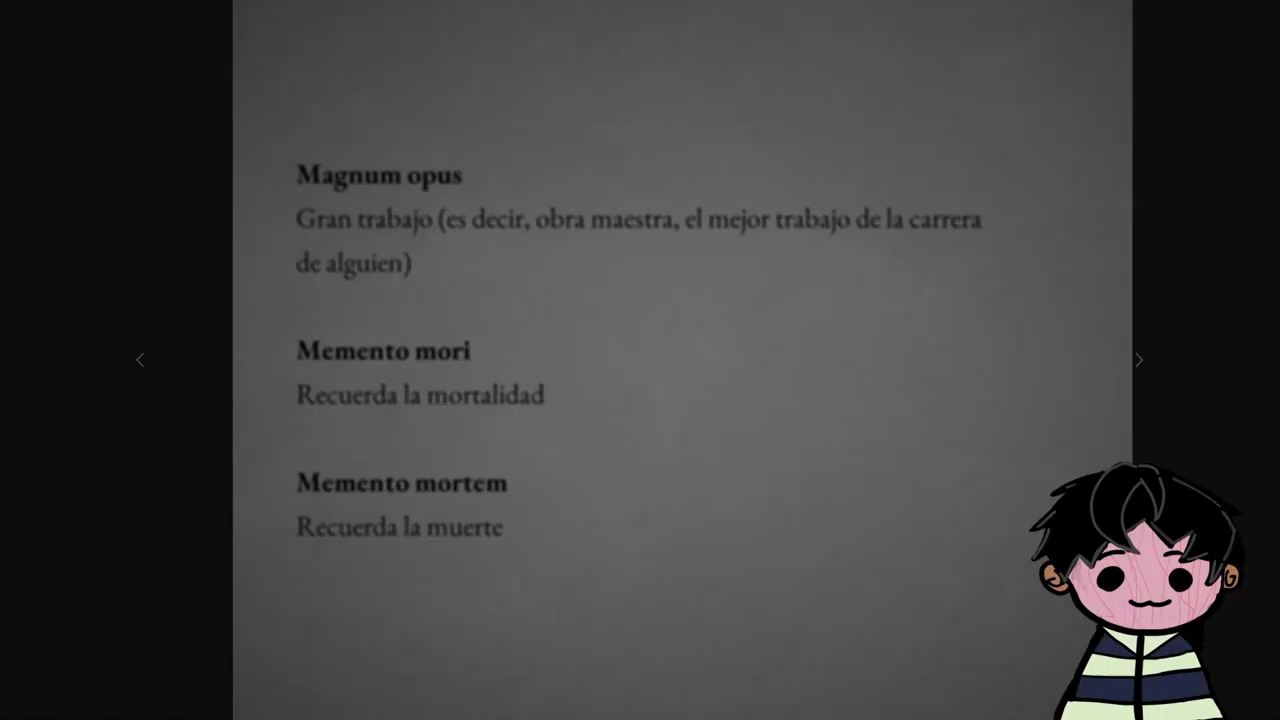 Magnum opus
Gran trabajo (es decir, obra maestra, el mejor trabajo de la carrera
de alguien)
Memento mori
Recuerda la mortalidad
Memento mortem
Recuerda la muerte